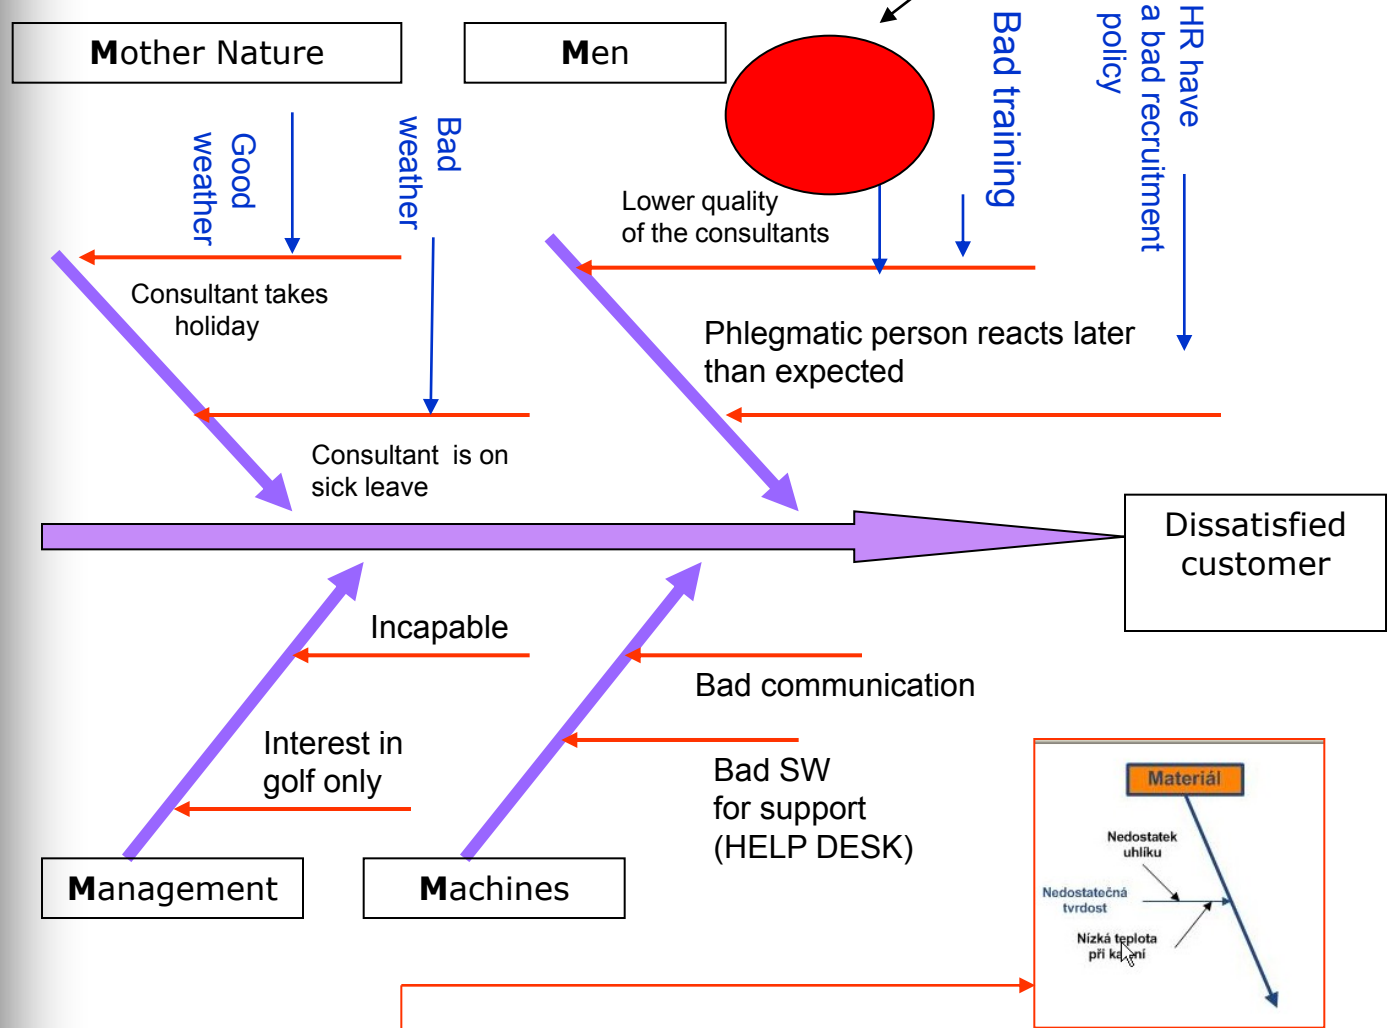 Mother Nature
Men
Good
weather
Bad
weather
Bad training
HR have
a bad recruitment
policy
Lower quality
of the consultants
Consultant takes
holiday
Phlegmatic person reacts later
than expected
Consultant is on
sick leave
Dissatisfied
customer
Incapable
Bad communication
Interest in
golf only
Bad SW
for support
(HELP DESK)
Management
Machines
Materiál
Nedostatek
uhlíku
Nedostatečná
tvrdost
Nízká teplota
při kalení